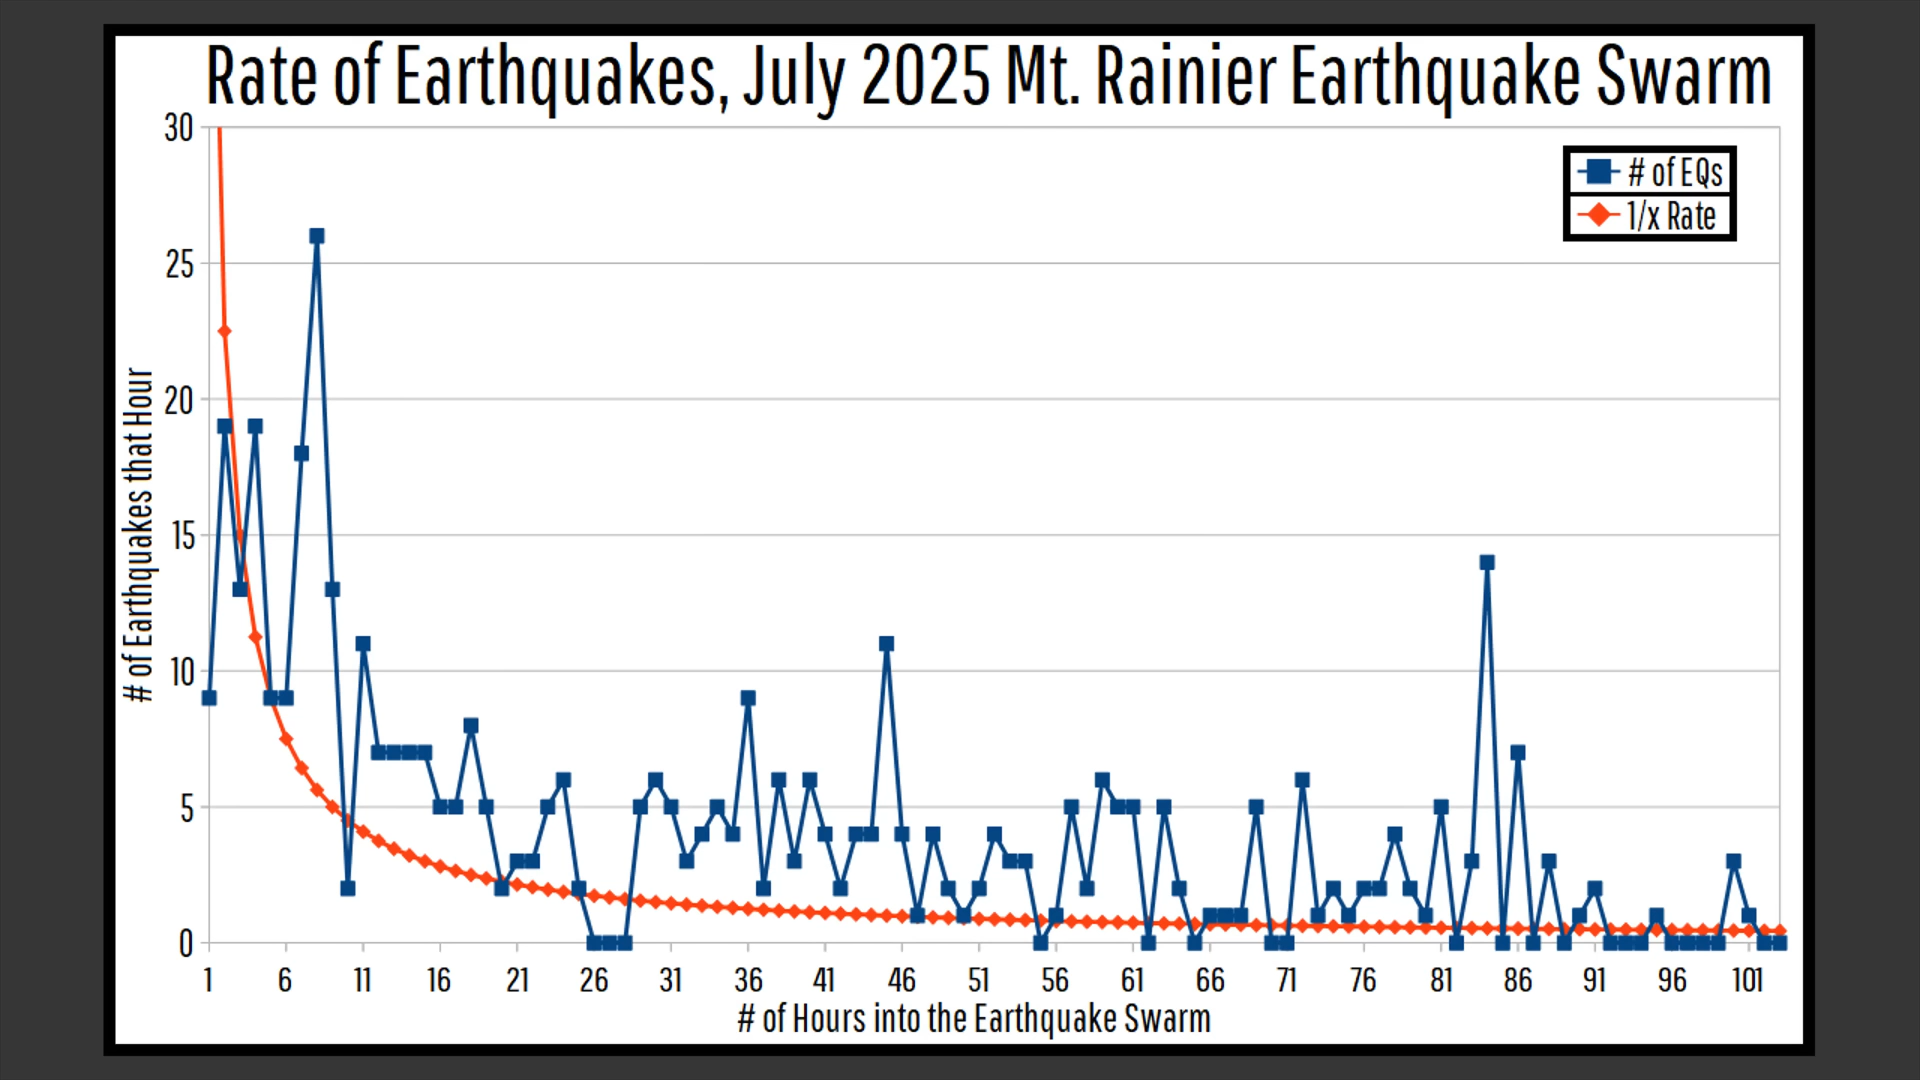 Rate of Earthquakes, July 2025 Mt. Rainier Earthquake Swarm
# of EQs
1/x Rate
# of Earthquakes that Hour
30
25
20
15
10
5
0
1 6 11 16 21 26 31 36 41 46 51 56 61 66 71 76 81 86 91 96 101
# of Hours into the Earthquake Swarm